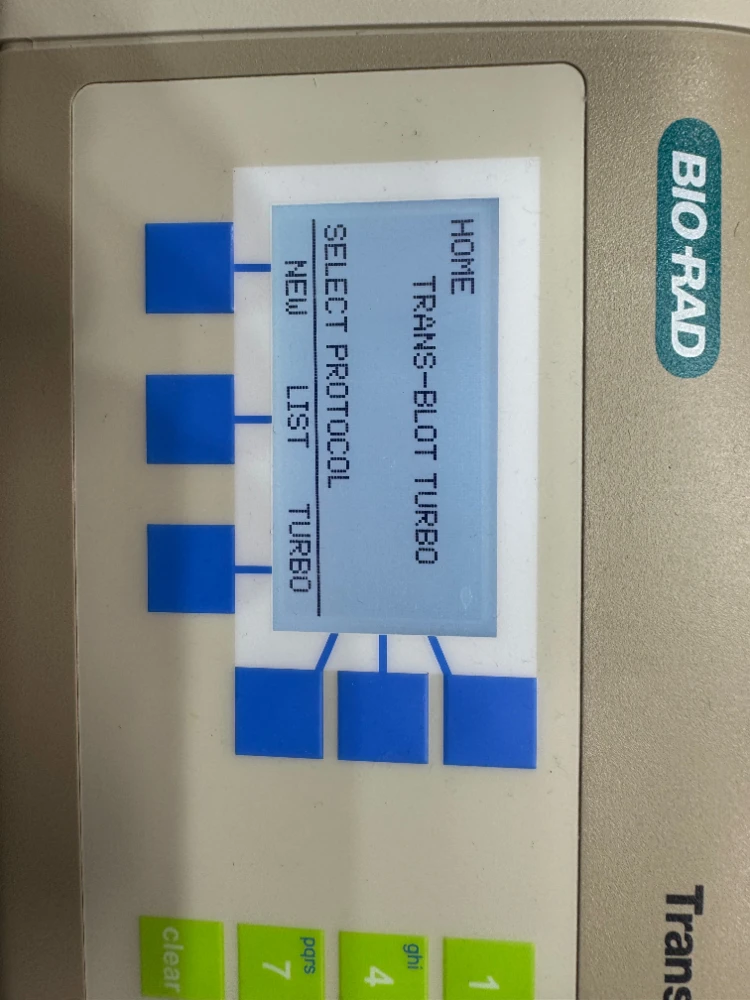 BIO-RAD
Trans
HOME
TRANS-BLOT TURBO
SELECT PROTOCOL
NEW LIST TURBO
1
ghi
4
pqrs
7
clear